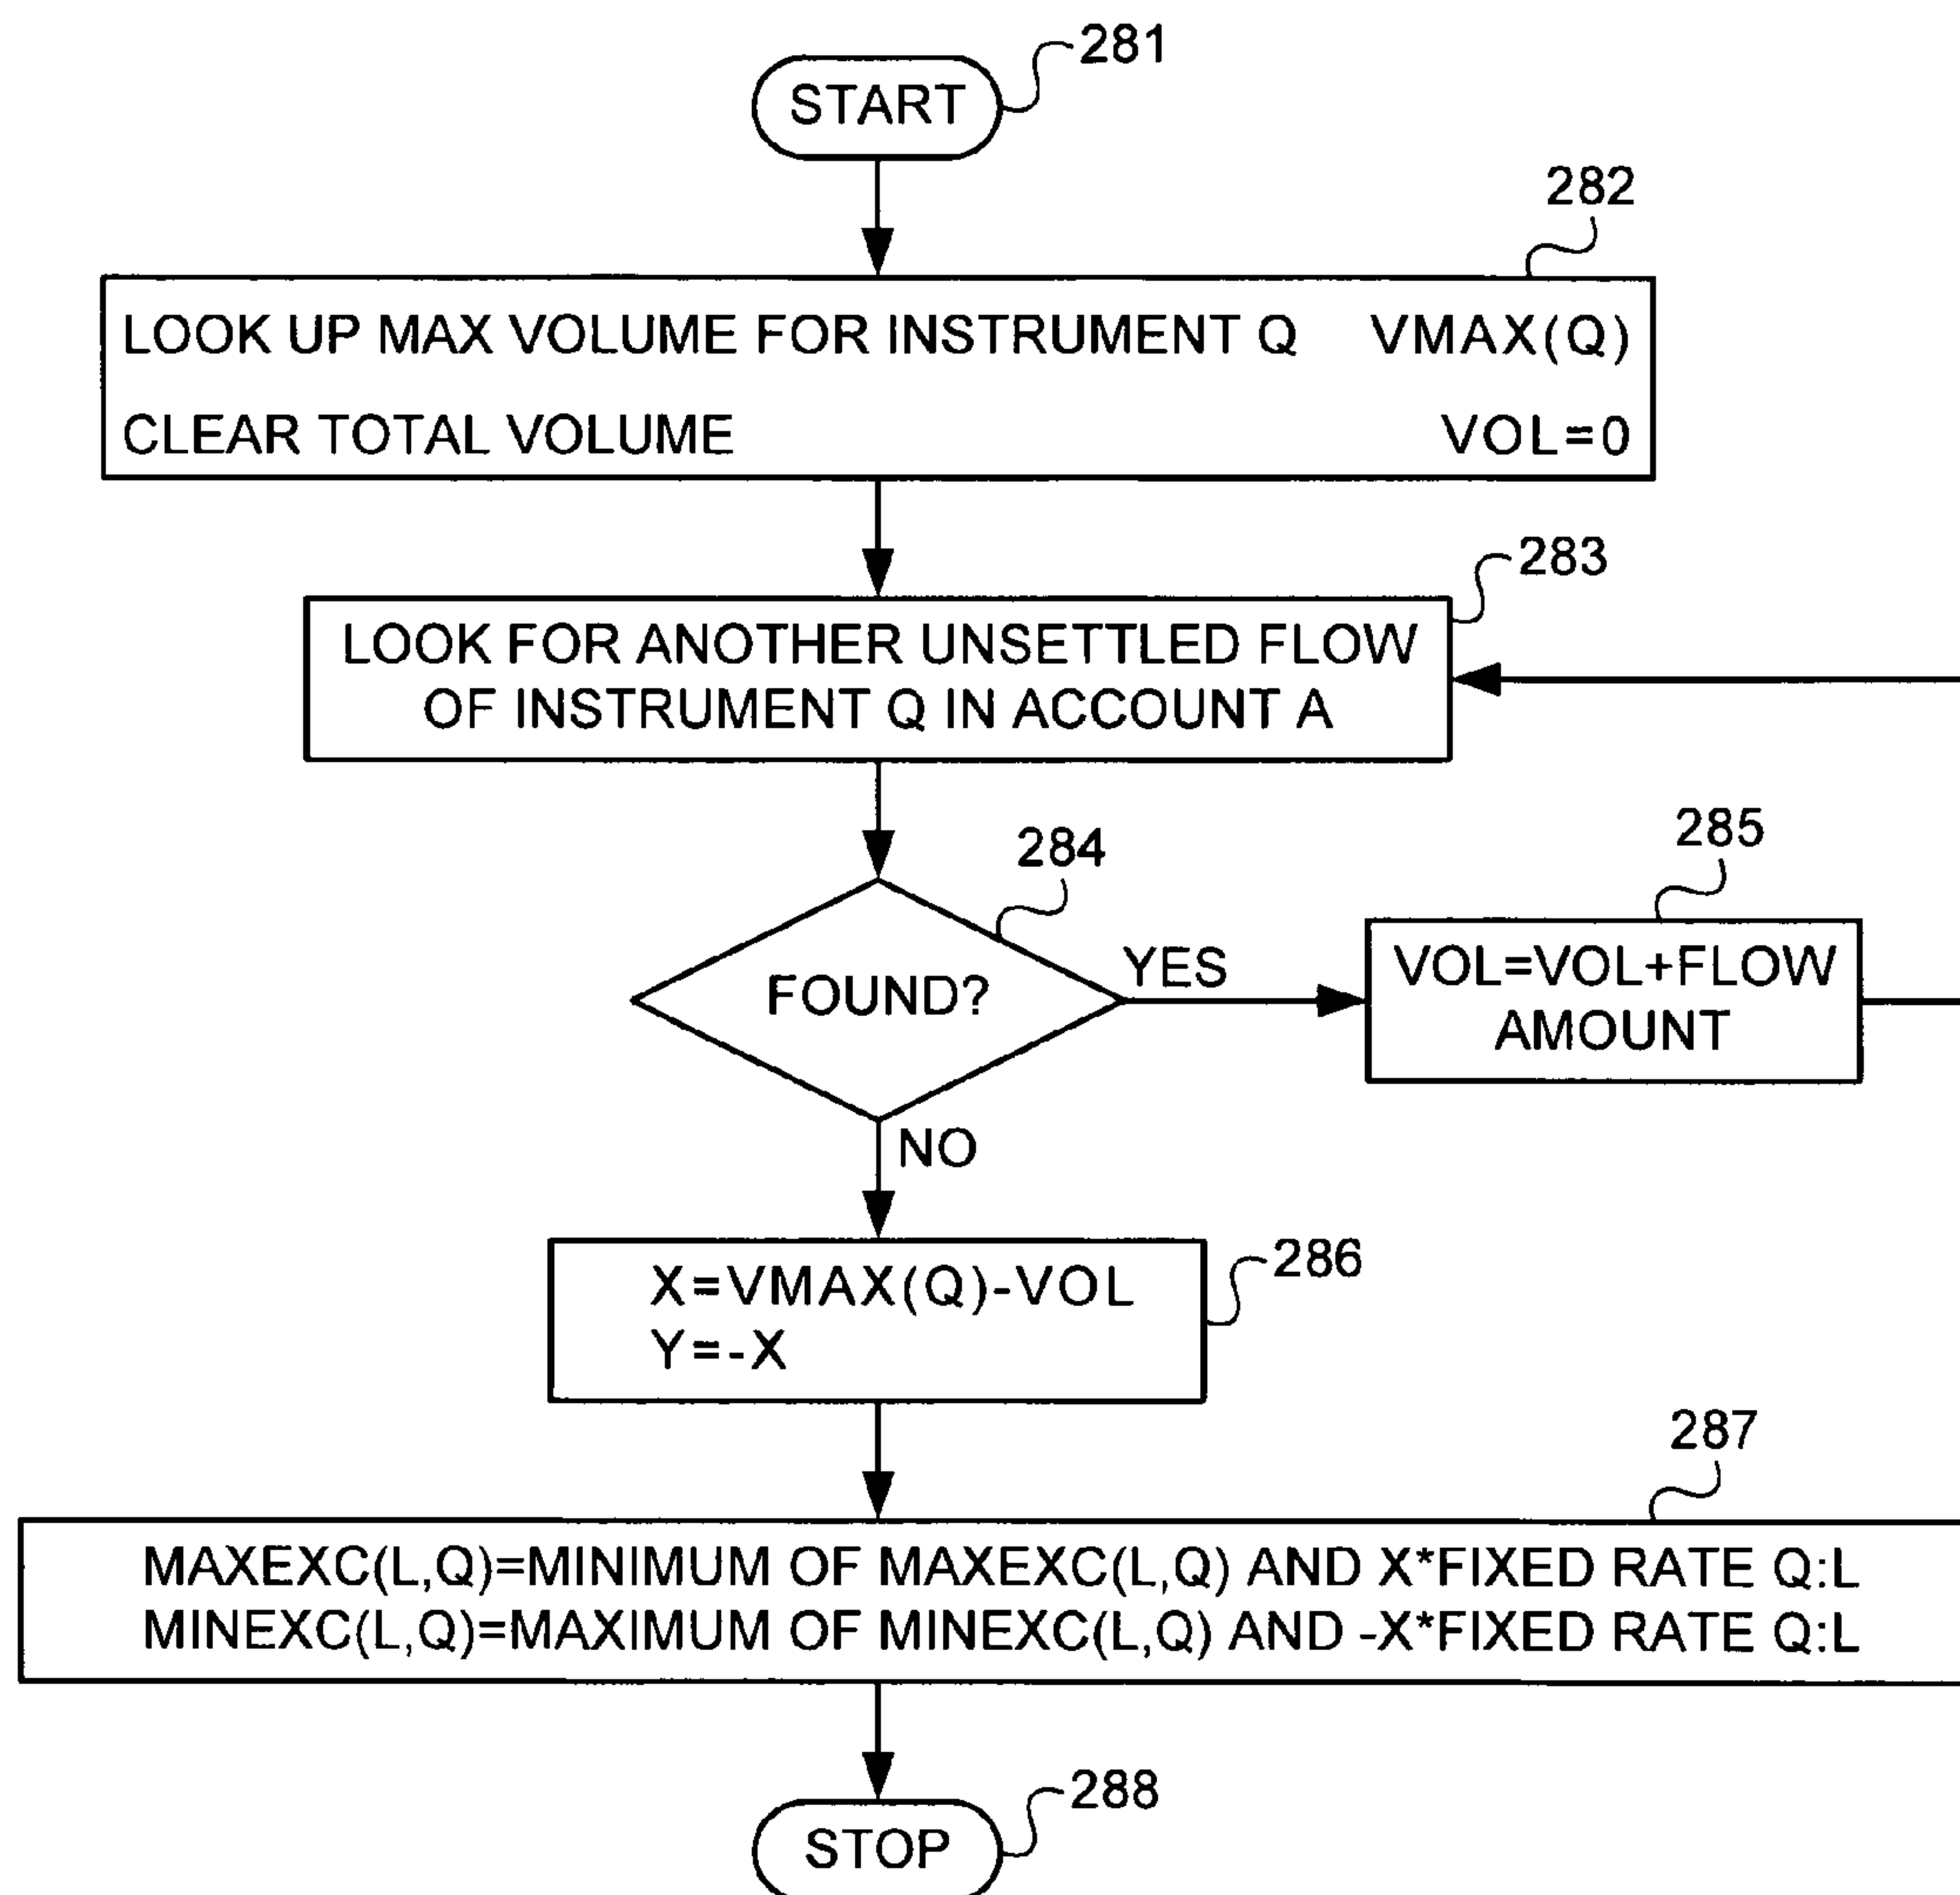 START
281
282
LOOK UP MAX VOLUME FOR INSTRUMENT Q VMAX(Q)
CLEAR TOTAL VOLUME VOL=0
283
LOOK FOR ANOTHER UNSETTLED FLOW
OF INSTRUMENT Q IN ACCOUNT A
284
FOUND?
YES
285
VOL=VOL+FLOW
AMOUNT
NO
286
X=VMAX(Q)-VOL
Y=-X
287
MAXEXC(L,Q)=MINIMUM OF MAXEXC(L,Q) AND X*FIXED RATE Q:L
MINEXC(L,Q)=MAXIMUM OF MINEXC(L,Q) AND -X*FIXED RATE Q:L
288
STOP